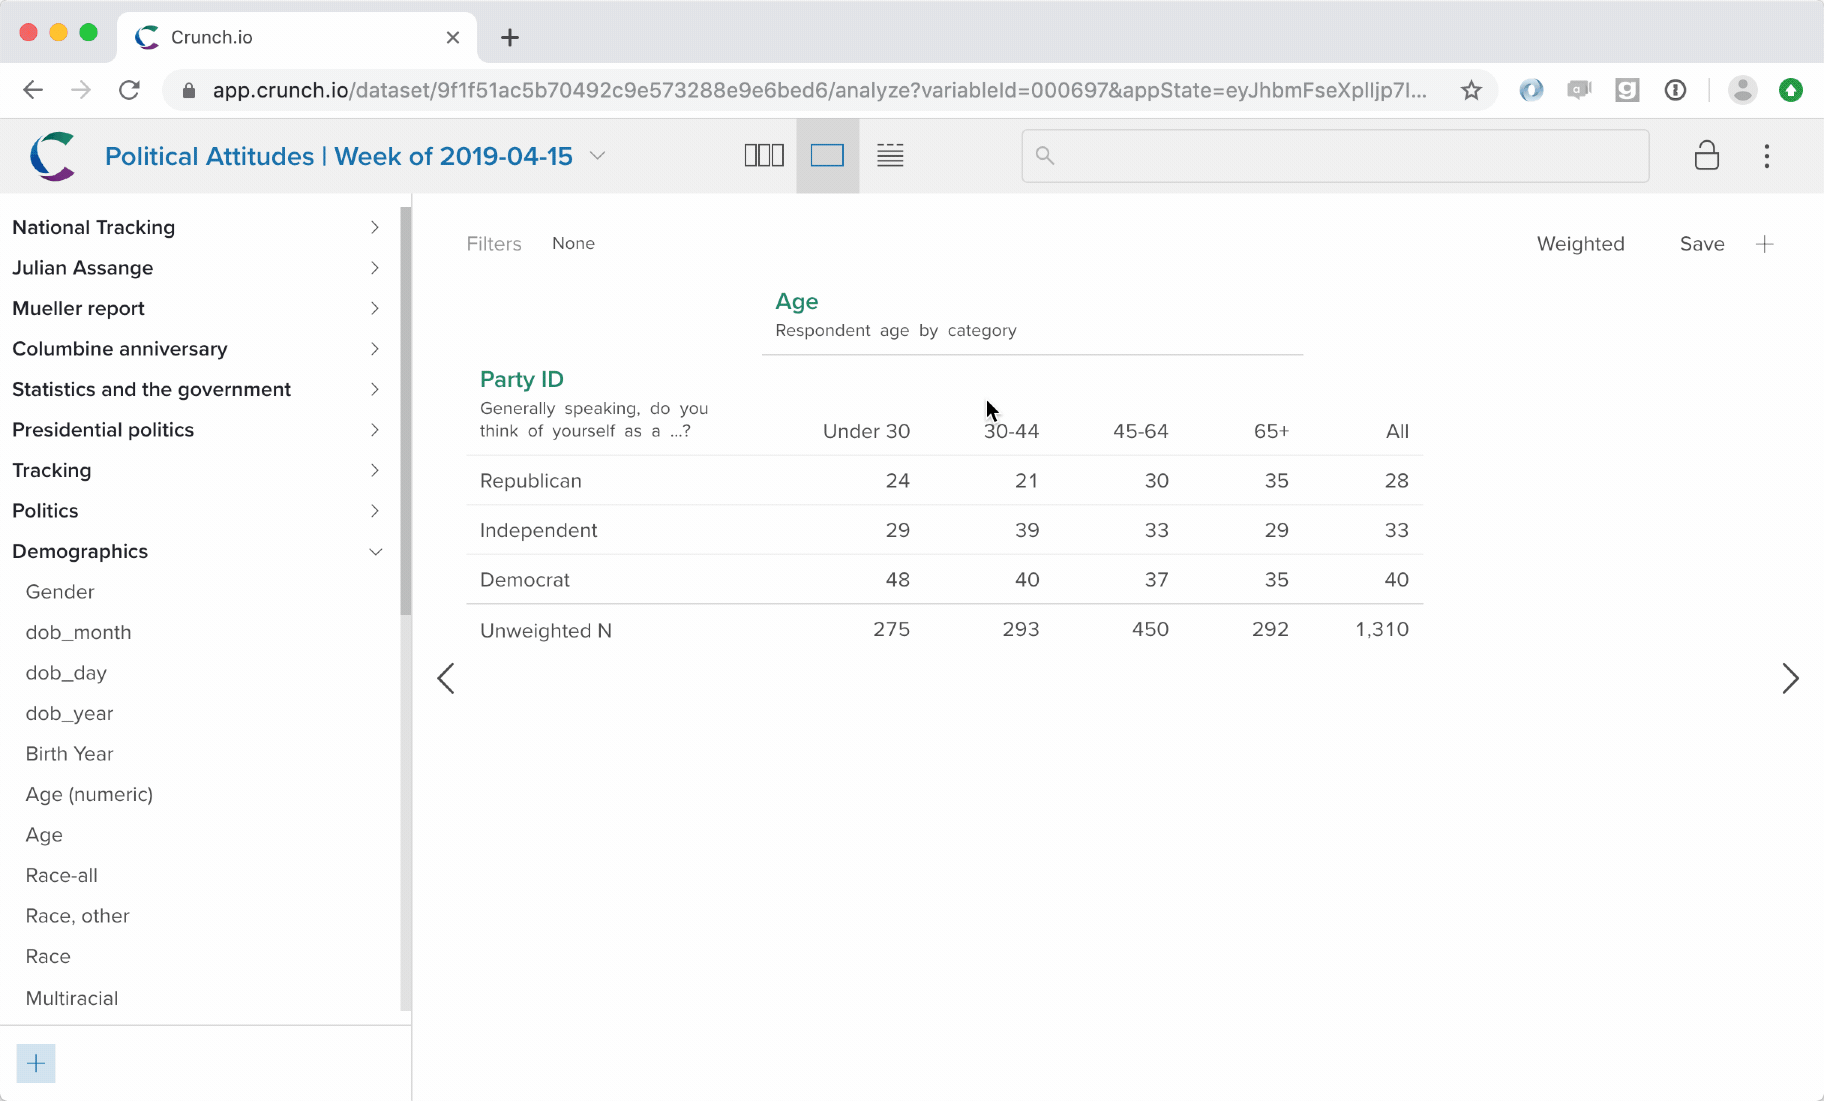 Crunch.io
app.crunch.io/dataset/9f1f51ac5b70492c9e573288e9e6bed6/analyze?variableId=000697&appState=eyJhbmFseXplIjp7I...
Political Attitudes | Week of 2019-04-15
National Tracking
Julian Assange
Mueller report
Columbine anniversary
Statistics and the government
Presidential politics
Tracking
Politics
Demographics
Gender
dob_month
dob_day
dob_year
Birth Year
Age (numeric)
Age
Race-all
Race, other
Race
Multiracial
Filters None Weighted Save
Age
Respondent age by category
Party ID
Generally speaking, do you
think of yourself as a ...? Under 30 30-44 45-64 65+ All
Republican 24 21 30 35 28
Independent 29 39 33 29 33
Democrat 48 40 37 35 40
Unweighted N 275 293 450 292 1,310